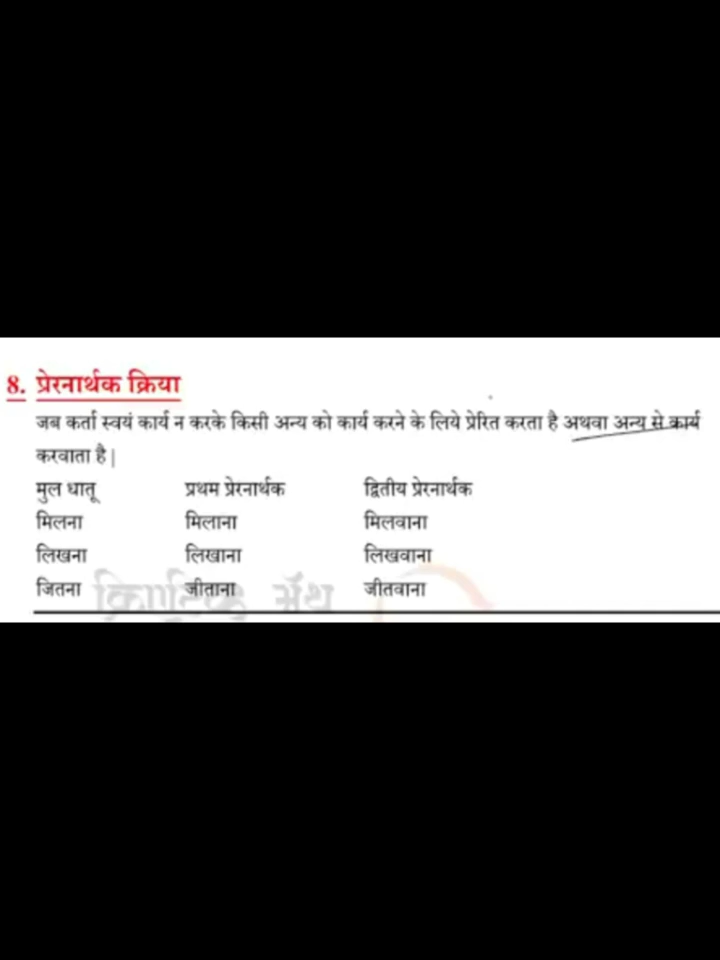 8. प्रेरनार्थक क्रिया
जब कर्ता स्वयं कार्य न करके किसी अन्य को कार्य करने के लिये प्रेरित करता है अथवा अन्य से कार्य
करवाता है |
मुल धातू प्रथम प्रेरनार्थक द्वितीय प्रेरनार्थक
मिलना मिलाना मिलवाना
लिखना लिखाना लिखवाना
जितना जीताना जीतवाना